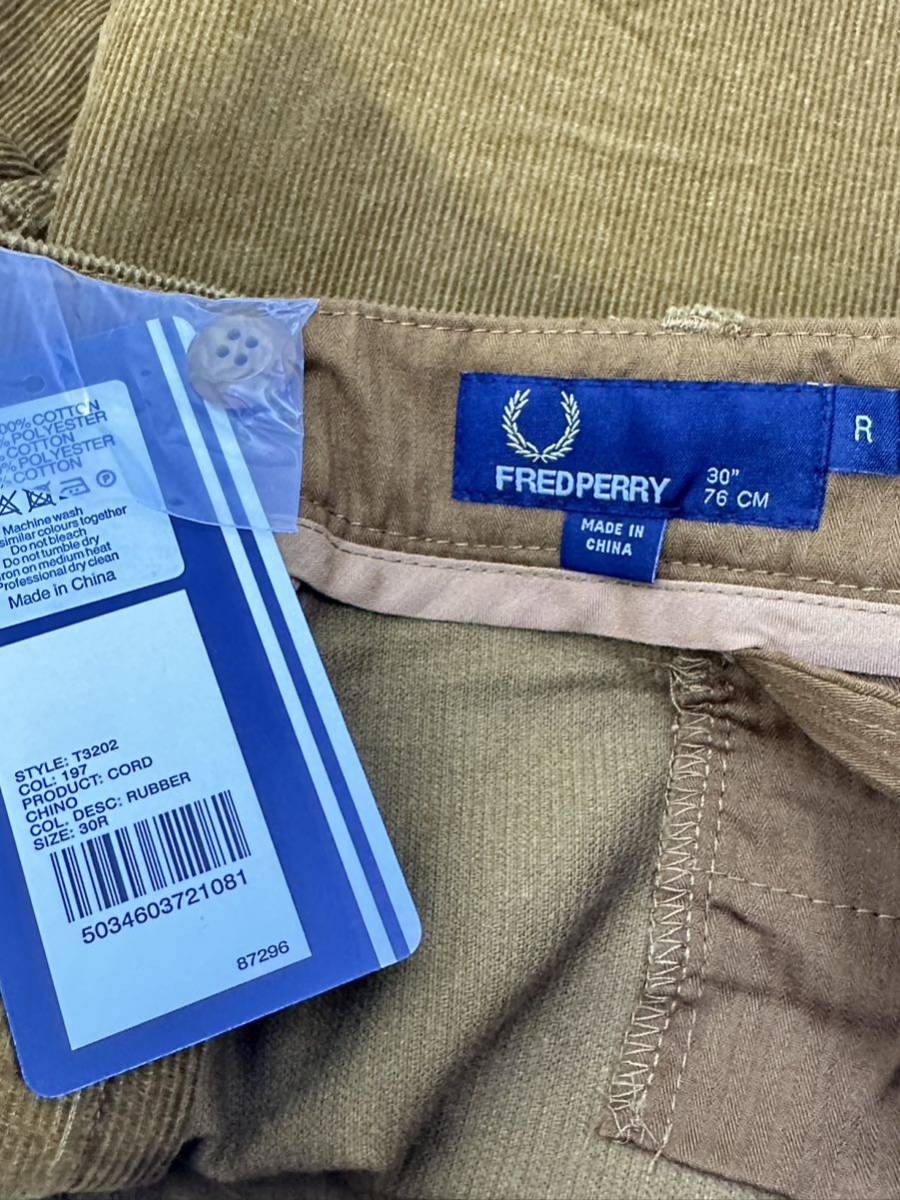 100% COTTON
% POLYESTER
COTTON
% POLYESTER
% COTTON
P
Machine wash
similar colours together
Do not bleach
Do not tumble dry
iron on medium heat
Professional dry clean
Made in China
STYLE: T3202
COL: 197
PRODUCT: CORD
CHINO
COL. DESC: RUBBER
SIZE: 30R
5034603721081
87296
FRED PERRY
30"
76 CM
R
MADE IN
CHINA